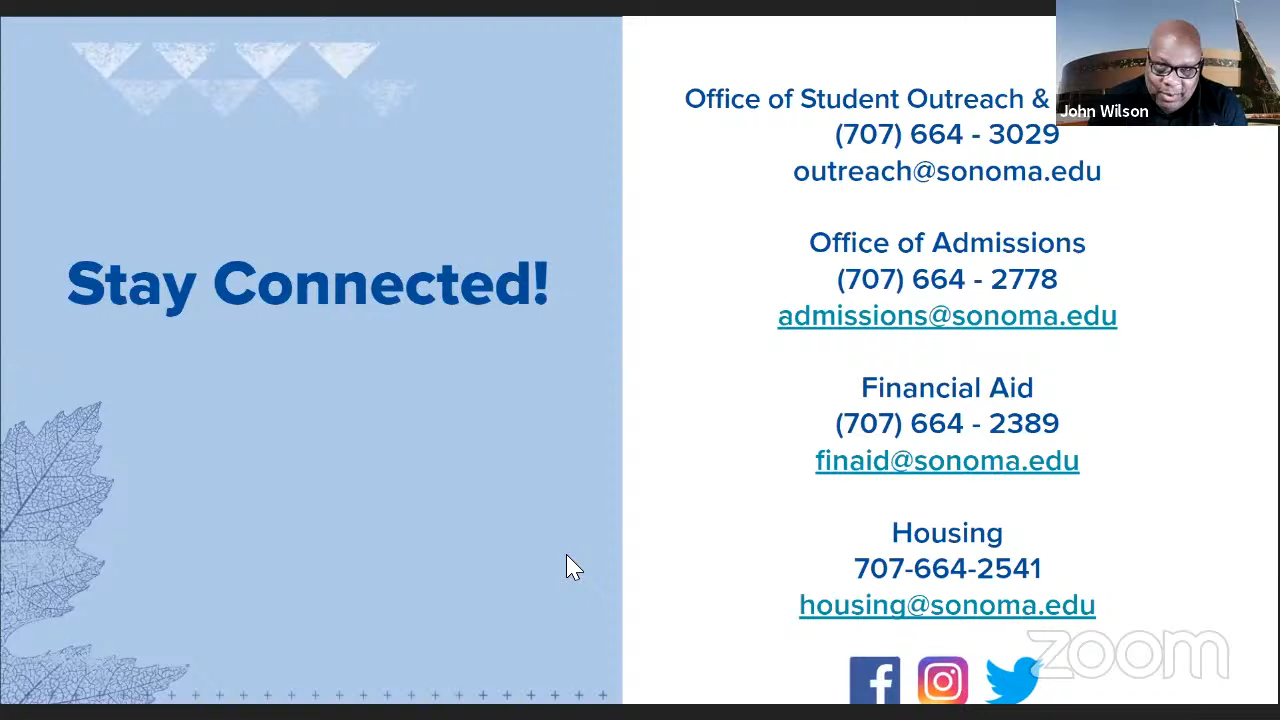 Stay Connected!
Office of Student Outreach &
(707) 664 - 3029
outreach@sonoma.edu
Office of Admissions
(707) 664 - 2778
admissions@sonoma.edu
Financial Aid
(707) 664 - 2389
finaid@sonoma.edu
Housing
707-664-2541
housing@sonoma.edu
John Wilson
zoom